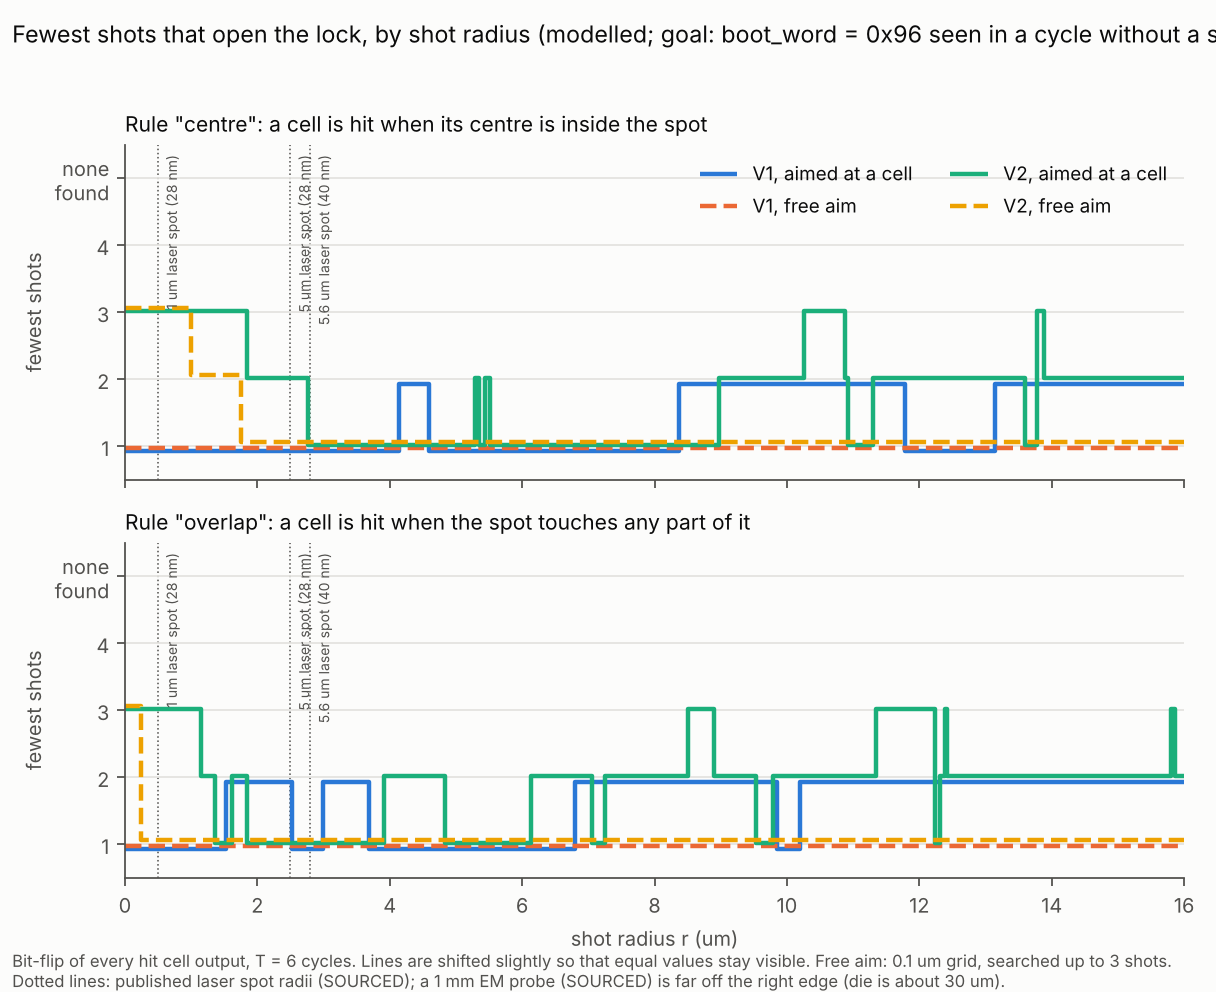 Fewest shots that open the lock, by shot radius (modelled; goal: boot_word = 0x96 seen in a cycle without a s
Rule "centre": a cell is hit when its centre is inside the spot
none
found
4
3
2
1
fewest shots
1 um laser spot (28 nm)
5 um laser spot (28 nm)
5.6 um laser spot (40 nm)
V1, aimed at a cell
V1, free aim
V2, aimed at a cell
V2, free aim
Rule "overlap": a cell is hit when the spot touches any part of it
none
found
4
3
2
1
fewest shots
1 um laser spot (28 nm)
5 um laser spot (28 nm)
5.6 um laser spot (40 nm)
0 2 4 6 8 10 12 14 16
shot radius r (um)
Bit-flip of every hit cell output, T = 6 cycles. Lines are shifted slightly so that equal values stay visible. Free aim: 0.1 um grid, searched up to 3 shots.
Dotted lines: published laser spot radii (SOURCED); a 1 mm EM probe (SOURCED) is far off the right edge (die is about 30 um).